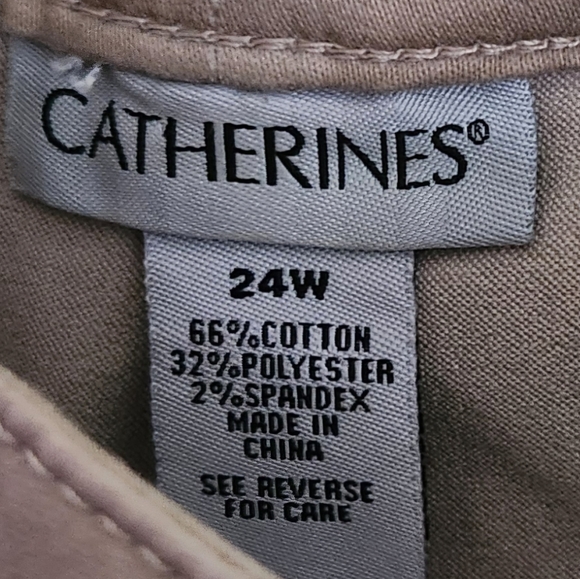 CATHERINES®
24W
66%COTTON
32%POLYESTER
2%SPANDEX
MADE IN
CHINA
SEE REVERSE
FOR CARE